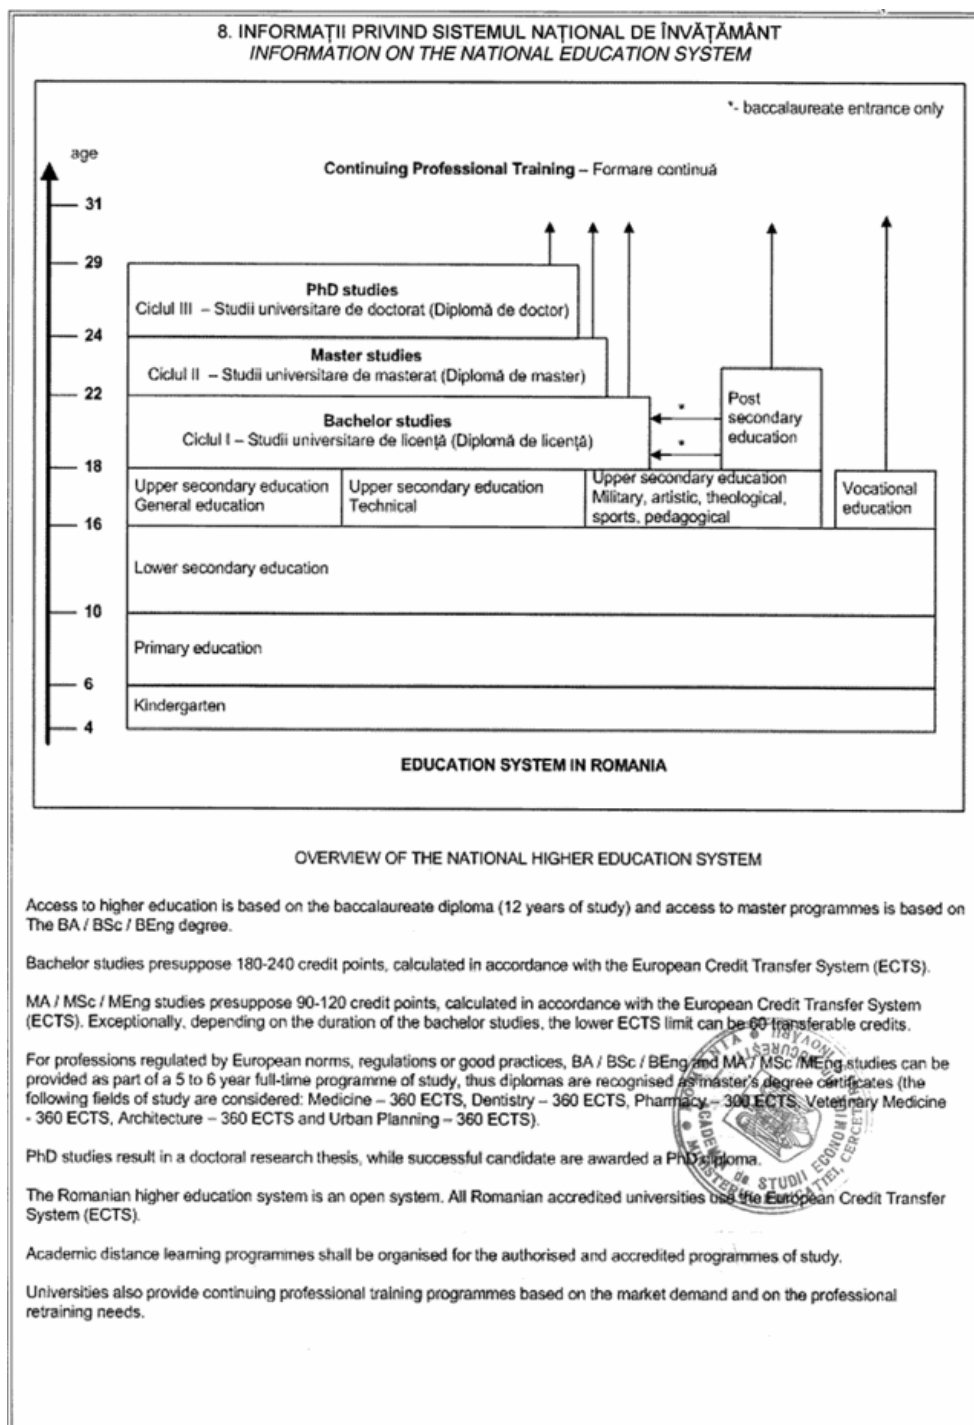 8. INFORMAȚII PRIVIND SISTEMUL NAȚIONAL DE ÎNVĂȚĂMÂNT
INFORMATION ON THE NATIONAL EDUCATION SYSTEM
*- baccalaureate entrance only
age
Continuing Professional Training – Formare continuă
31
29
PhD studies
Ciclul III – Studii universitare de doctorat (Diplomă de doctor)
24
Master studies
Ciclul II – Studii universitare de masterat (Diplomă de master)
22
Bachelor studies
Ciclul I – Studii universitare de licență (Diplomă de licență)
*
*
Post
secondary
education
18
Upper secondary education
General education
Upper secondary education
Technical
Upper secondary education
Military, artistic, theological,
sports, pedagogical
Vocational
education
16
Lower secondary education
10
Primary education
6
Kindergarten
4
EDUCATION SYSTEM IN ROMANIA
OVERVIEW OF THE NATIONAL HIGHER EDUCATION SYSTEM
Access to higher education is based on the baccalaureate diploma (12 years of study) and access to master programmes is based on
The BA / BSc / BEng degree.
Bachelor studies presuppose 180-240 credit points, calculated in accordance with the European Credit Transfer System (ECTS).
MA / MSc / MEng studies presuppose 90-120 credit points, calculated in accordance with the European Credit Transfer System
(ECTS). Exceptionally, depending on the duration of the bachelor studies, the lower ECTS limit can be 60 transferable credits.
For professions regulated by European norms, regulations or good practices, BA / BSc / BEng and MA / MSc /MEng studies can be
provided as part of a 5 to 6 year full-time programme of study, thus diplomas are recognised as master's degree certificates (the
following fields of study are considered: Medicine – 360 ECTS, Dentistry – 360 ECTS, Pharmacy – 300 ECTS, Veterinary Medicine
- 360 ECTS, Architecture – 360 ECTS and Urban Planning – 360 ECTS).
PhD studies result in a doctoral research thesis, while successful candidate are awarded a PhD diploma.
The Romanian higher education system is an open system. All Romanian accredited universities use the European Credit Transfer
System (ECTS).
Academic distance learning programmes shall be organised for the authorised and accredited programmes of study.
Universities also provide continuing professional training programmes based on the market demand and on the professional
retraining needs.
ROMANIA
ACADEMIA de STUDII ECONOMICE